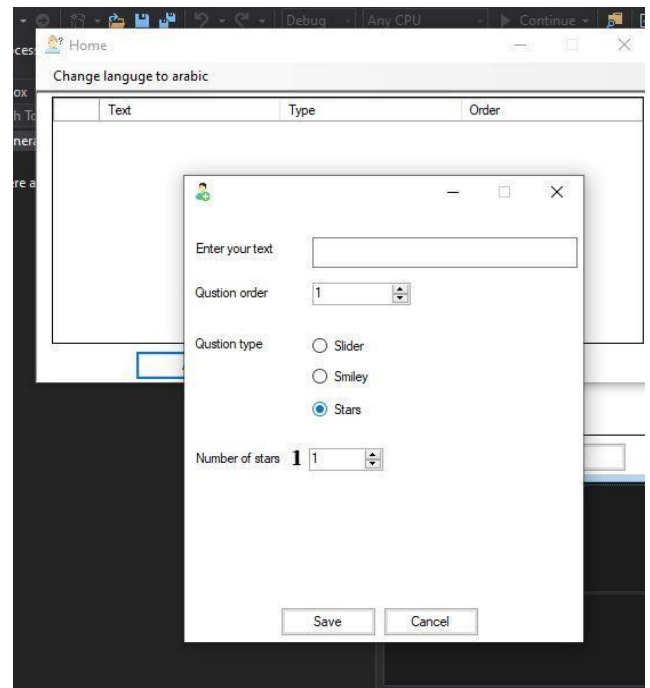 Debug Any CPU Continue
Home
Change languge to arabic
Text Type Order
Enter your text
Qustion order 1
Qustion type
Slider
Smiley
Stars
Number of stars 1 1
Save Cancel